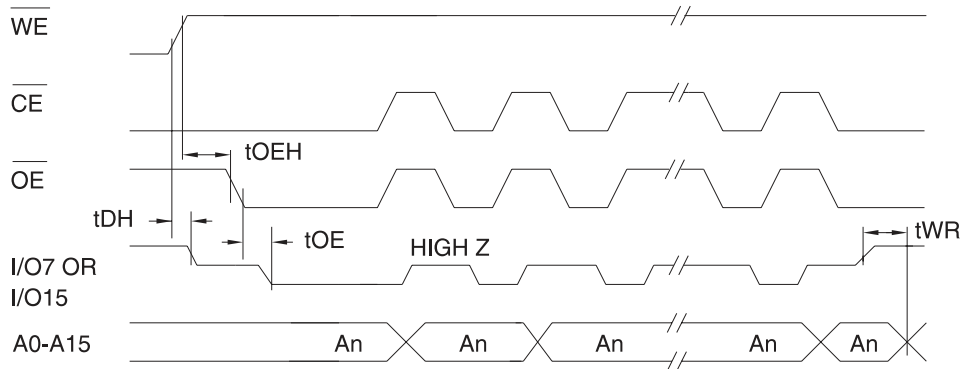 WE
CE
tOEH
OE
tDH
tWR
tOE
HIGH Z
I/O7 OR
I/O15
A0-A15
An An An An An